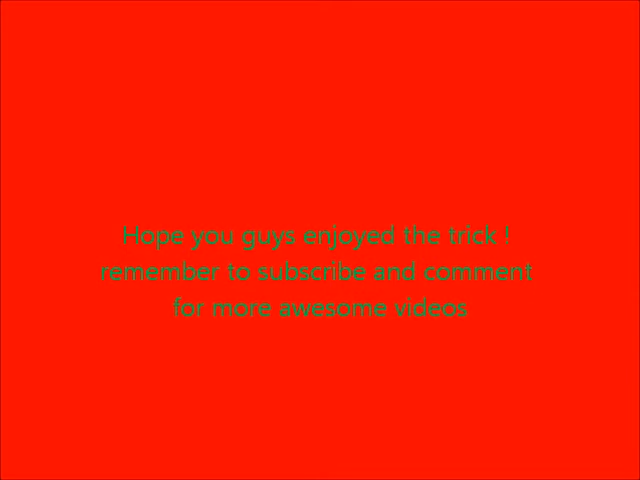 Hope you guys enjoyed the trick !
remember to subscribe and comment
for more awesome videos